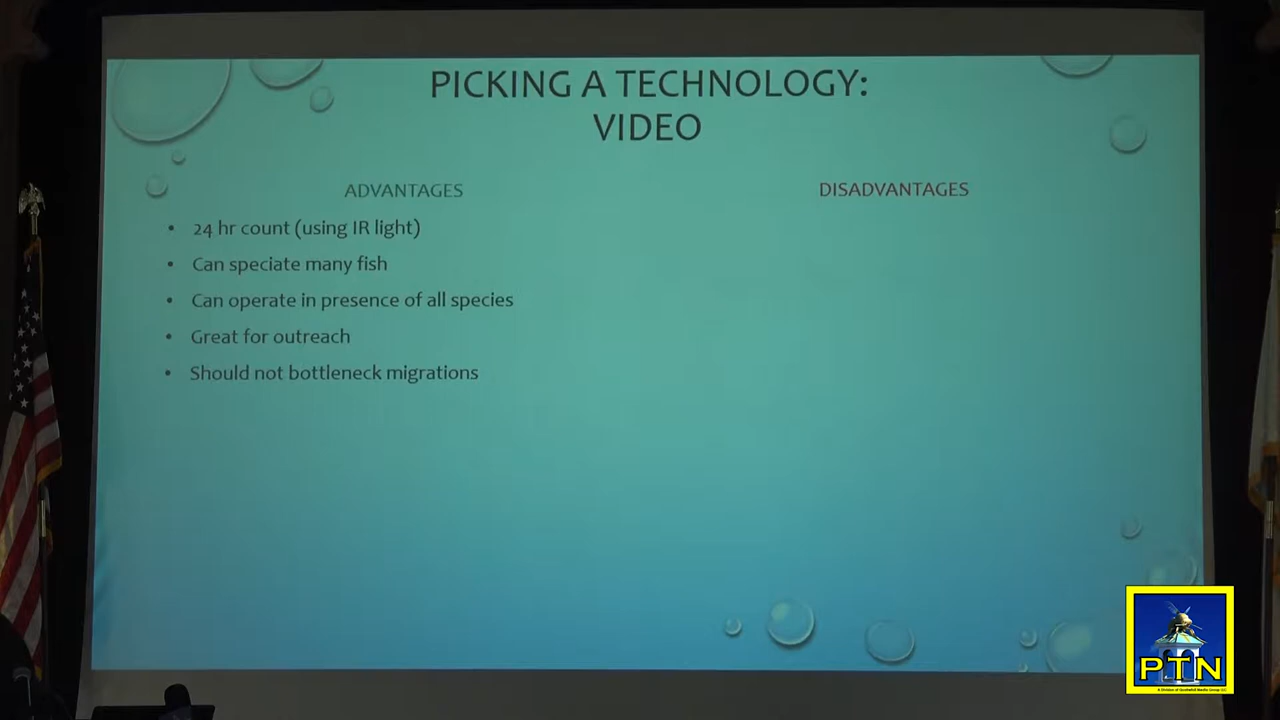 PICKING A TECHNOLOGY:
VIDEO
ADVANTAGES
• 24 hr count (using IR light)
• Can speciate many fish
• Can operate in presence of all species
• Great for outreach
• Should not bottleneck migrations
DISADVANTAGES
PTN